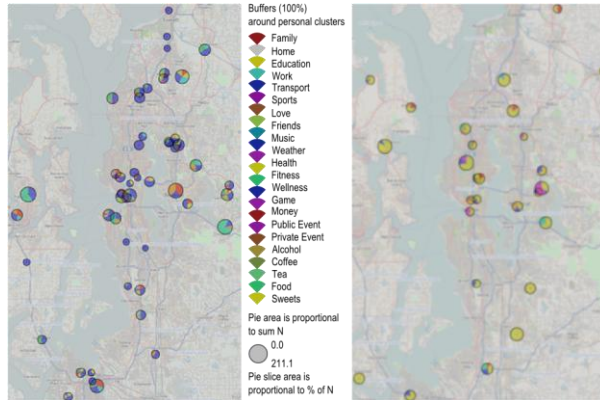 Buffers (100%)
around personal clusters
Family
Home
Education
Work
Transport
Sports
Love
Friends
Music
Weather
Health
Fitness
Wellness
Game
Money
Public Event
Private Event
Alcohol
Coffee
Tea
Food
Sweets
Pie area is proportional
to sum N
0.0
211.1
Pie slice area is
proportional to % of N